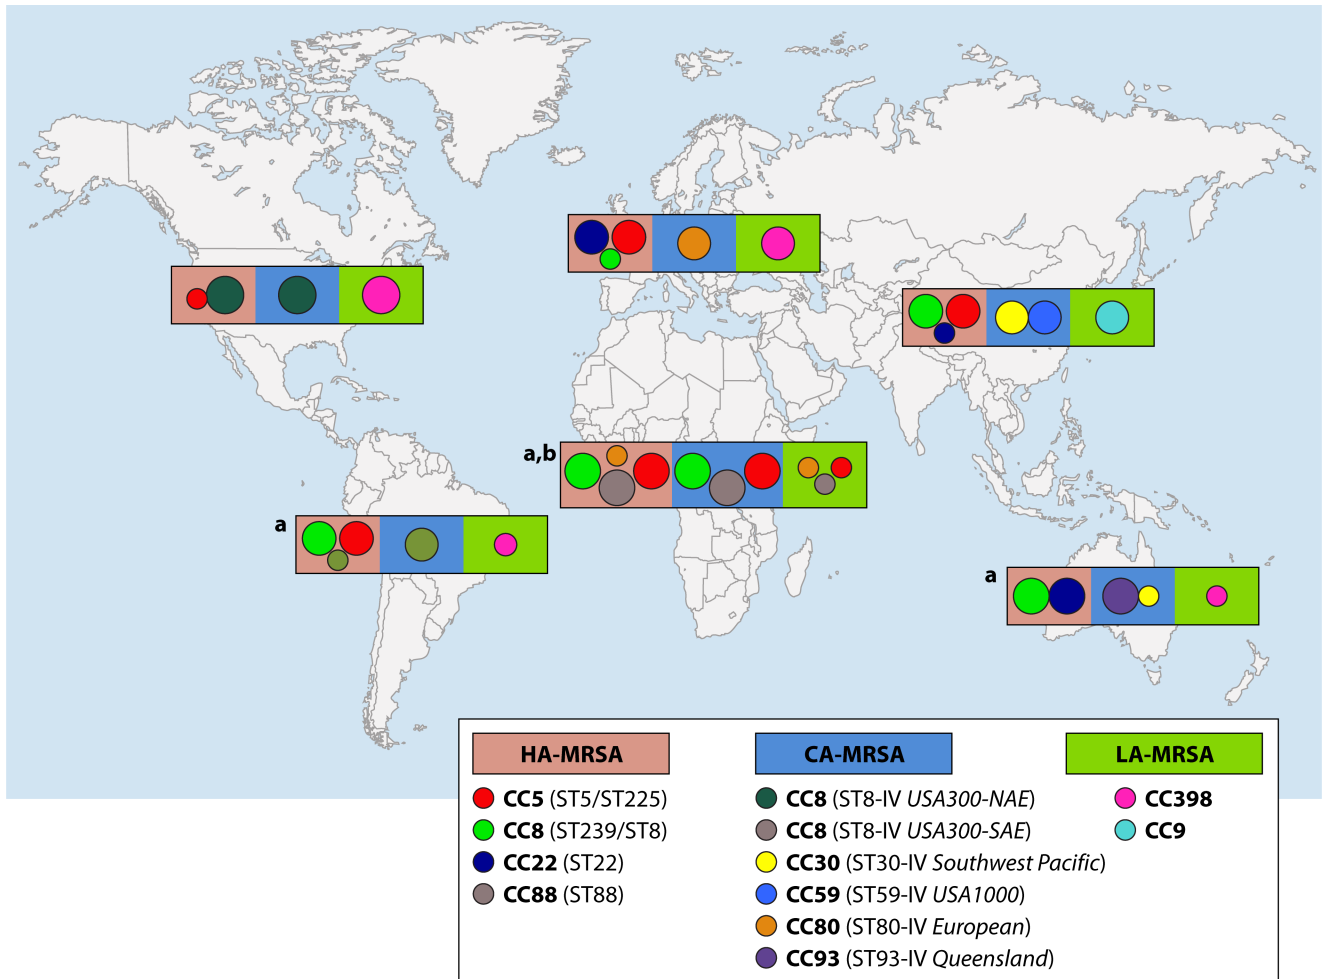 a,b
a
a
HA-MRSA
CC5 (ST5/ST225)
CC8 (ST239/ST8)
CC22 (ST22)
CC88 (ST88)
CA-MRSA
CC8 (ST8-IV USA300-NAE)
CC8 (ST8-IV USA300-SAE)
CC30 (ST30-IV Southwest Pacific)
CC59 (ST59-IV USA1000)
CC80 (ST80-IV European)
CC93 (ST93-IV Queensland)
LA-MRSA
CC398
CC9